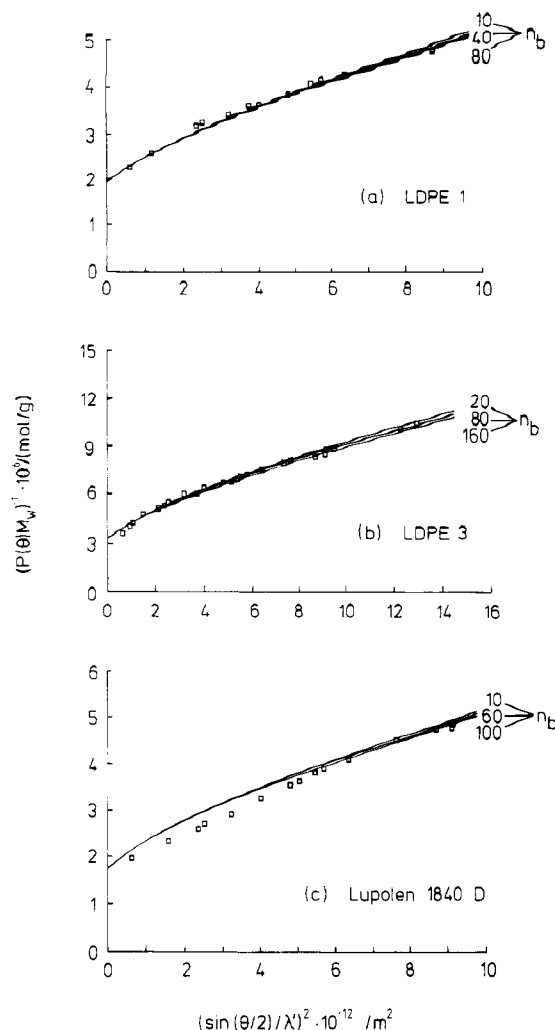 5
4
3
2
1
0
10
40
80
n_b
(a) LDPE 1
0 2 4 6 8 10
15
12
9
6
3
0
20
80
160
n_b
(b) LDPE 3
0 2 4 6 8 10 12 14 16
(P(θ)M_w)^-1 · 10^6/(mol/g)
6
5
4
3
2
1
0
10
60
100
n_b
(c) Lupolen 1840 D
0 2 4 6 8 10
(sin(θ/2)/λ')^2 · 10^-12 /m^2